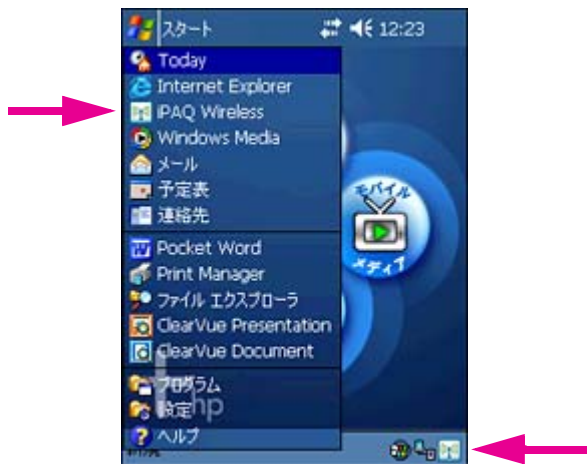 スタート 12:23
Today
Internet Explorer
iPAQ Wireless
Windows Media
メール
予定表
連絡先
Pocket Word
Print Manager
ファイル エクスプローラ
ClearVue Presentation
ClearVue Document
プログラム
設定
ヘルプ
モバイル
メディア
hp